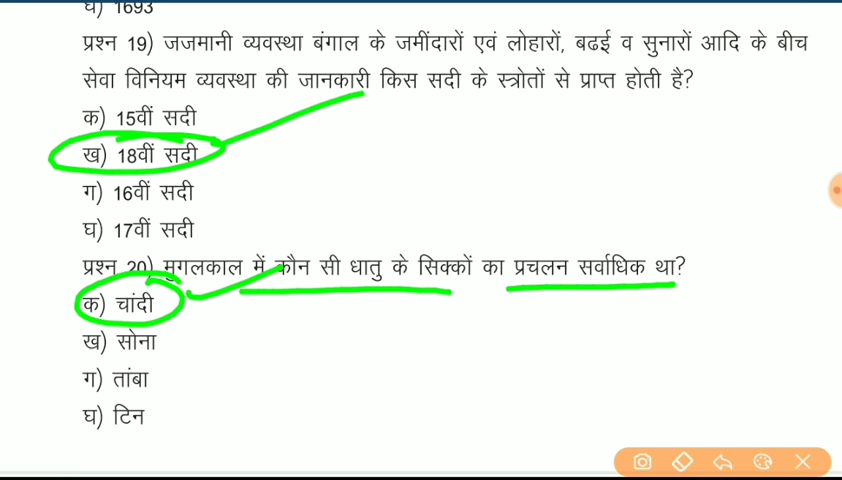 घ) 1693
प्रश्न 19) जजमानी व्यवस्था बंगाल के जमींदारों एवं लोहारों, बढई व सुनारों आदि के बीच
सेवा विनियम व्यवस्था की जानकारी किस सदी के स्त्रोतों से प्राप्त होती है?
क) 15वीं सदी
ख) 18वीं सदी
ग) 16वीं सदी
घ) 17वीं सदी
प्रश्न 20) मुगलकाल में कौन सी धातु के सिक्कों का प्रचलन सर्वाधिक था?
क) चांदी
ख) सोना
ग) तांबा
घ) टिन